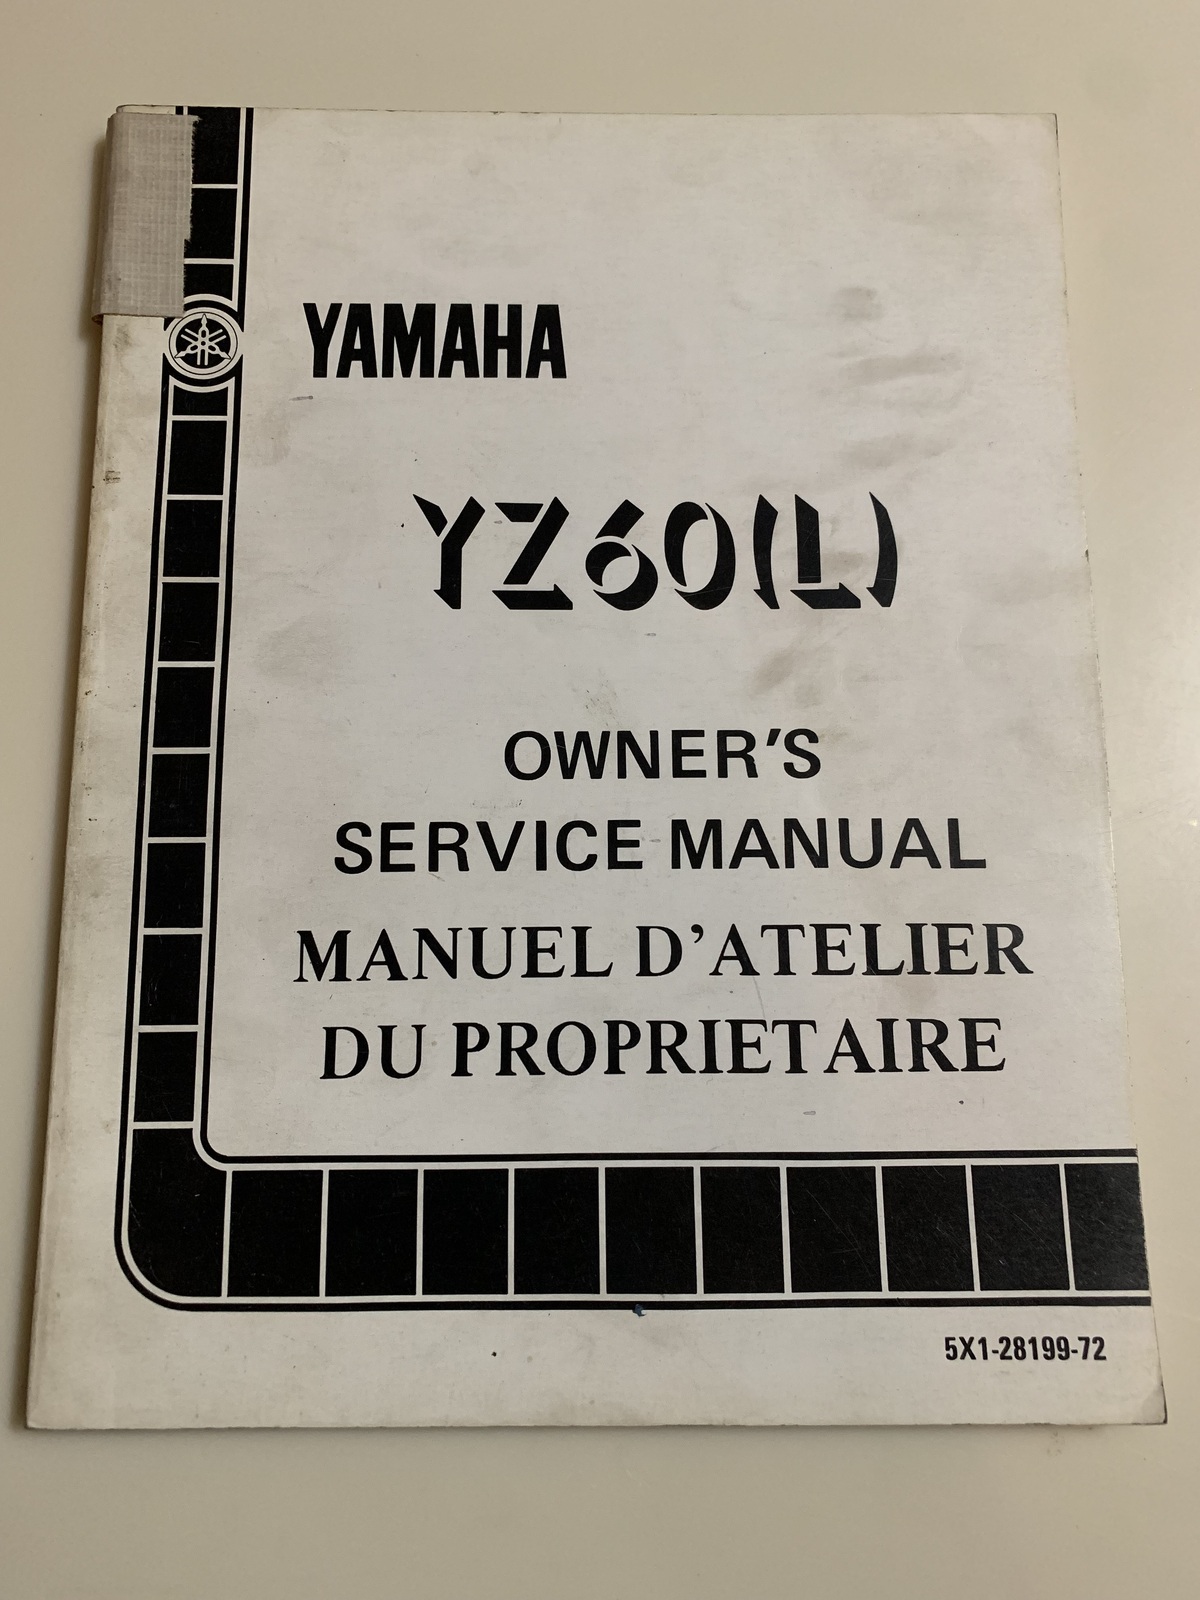 YAMAHA
YZ60(L)
OWNER'S
SERVICE MANUAL
MANUEL D'ATELIER
DU PROPRIETAIRE
5X1-28199-72